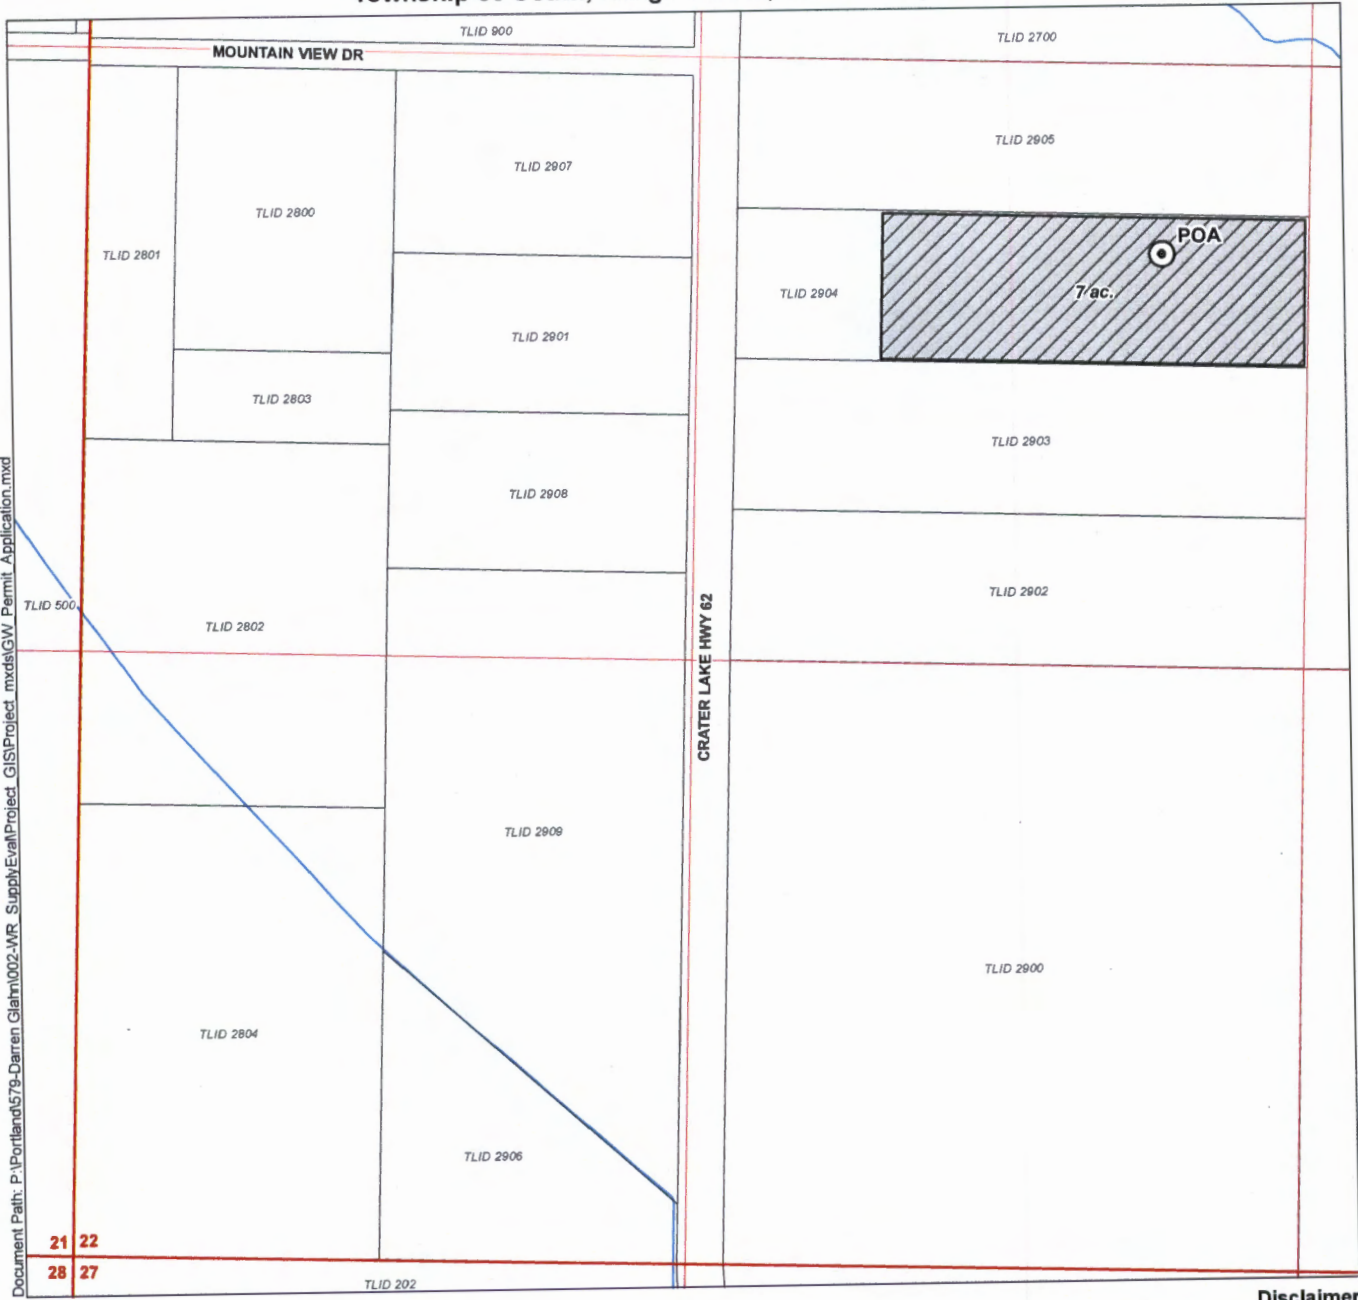 TLID 900
TLID 2700
MOUNTAIN VIEW DR
TLID 2905
TLID 2907
TLID 2800
POA
TLID 2801
7 ac.
TLID 2904
TLID 2901
TLID 2803
TLID 2903
TLID 2908
TLID 2902
TLID 500
TLID 2802
CRATER LAKE HWY 62
TLID 2909
TLID 2900
TLID 2804
TLID 2906
21 22
28 27
TLID 202
Document Path: P:\Portland\579-Darren Glahn\002-WR_SupplyEval\Project_GIS\Project_mxds\GW_Permit_Application.mxd
Disclaimer